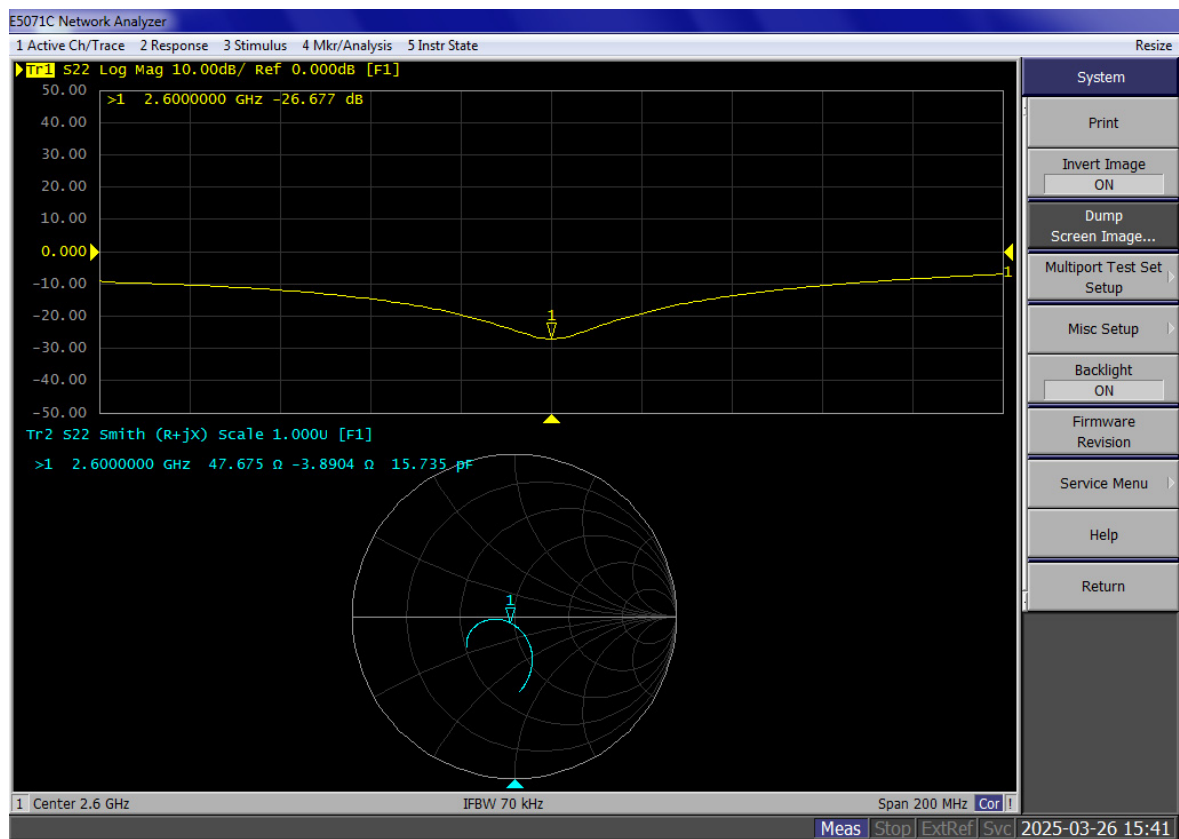 E5071C Network Analyzer
1 Active Ch/Trace 2 Response 3 Stimulus 4 Mkr/Analysis 5 Instr State Resize
Tr1 S22 Log Mag 10.00dB/ Ref 0.000dB [F1]
50.00
>1 2.6000000 GHz -26.677 dB
40.00
30.00
20.00
10.00
0.000
1
-10.00
-20.00
1
-30.00
-40.00
-50.00
Tr2 S22 Smith (R+jX) Scale 1.000U [F1]
>1 2.6000000 GHz 47.675 Ω -3.8904 Ω 15.735 pF
1
1 Center 2.6 GHz IFBW 70 kHz Span 200 MHz Cor !
System
Print
Invert Image
ON
Dump
Screen Image...
Multiport Test Set
Setup
Misc Setup
Backlight
ON
Firmware
Revision
Service Menu
Help
Return
Meas Stop ExtRef Svc 2025-03-26 15:41